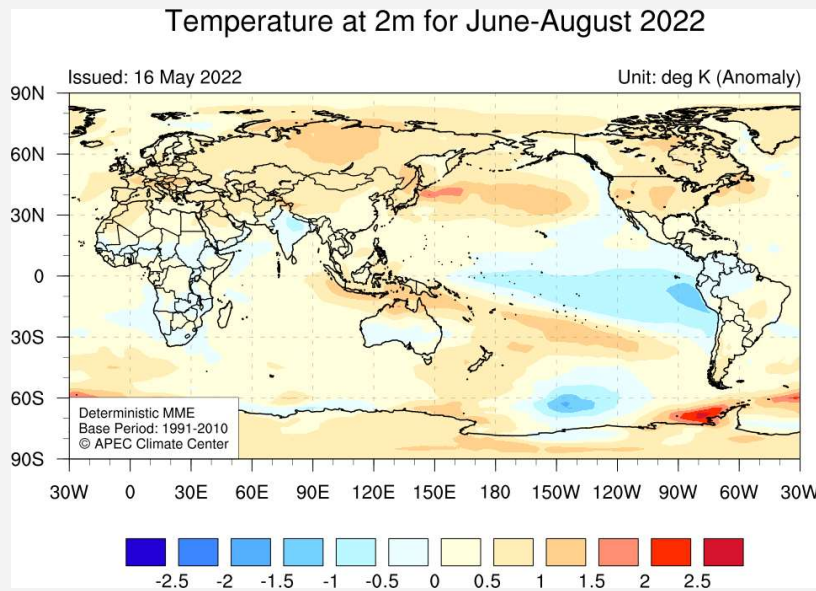 Temperature at 2m for June-August 2022
Issued: 16 May 2022 Unit: deg K (Anomaly)
90N
60N
30N
0
30S
60S
90S
Deterministic MME
Base Period: 1991-2010
© APEC Climate Center
30W 0 30E 60E 90E 120E 150E 180 150W 120W 90W 60W 30W
-2.5 -2 -1.5 -1 -0.5 0 0.5 1 1.5 2 2.5